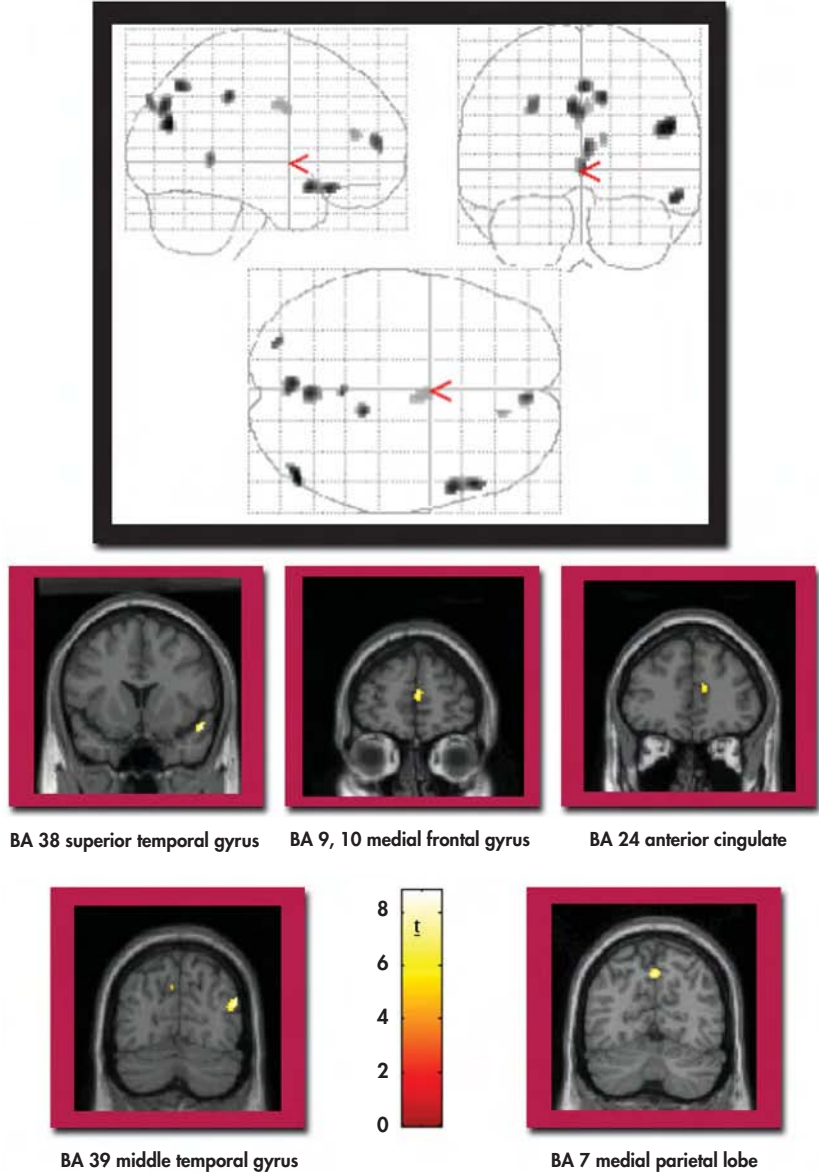 BA 38 superior temporal gyrus
BA 9, 10 medial frontal gyrus
BA 24 anterior cingulate
8
t
6
4
2
0
BA 39 middle temporal gyrus
BA 7 medial parietal lobe